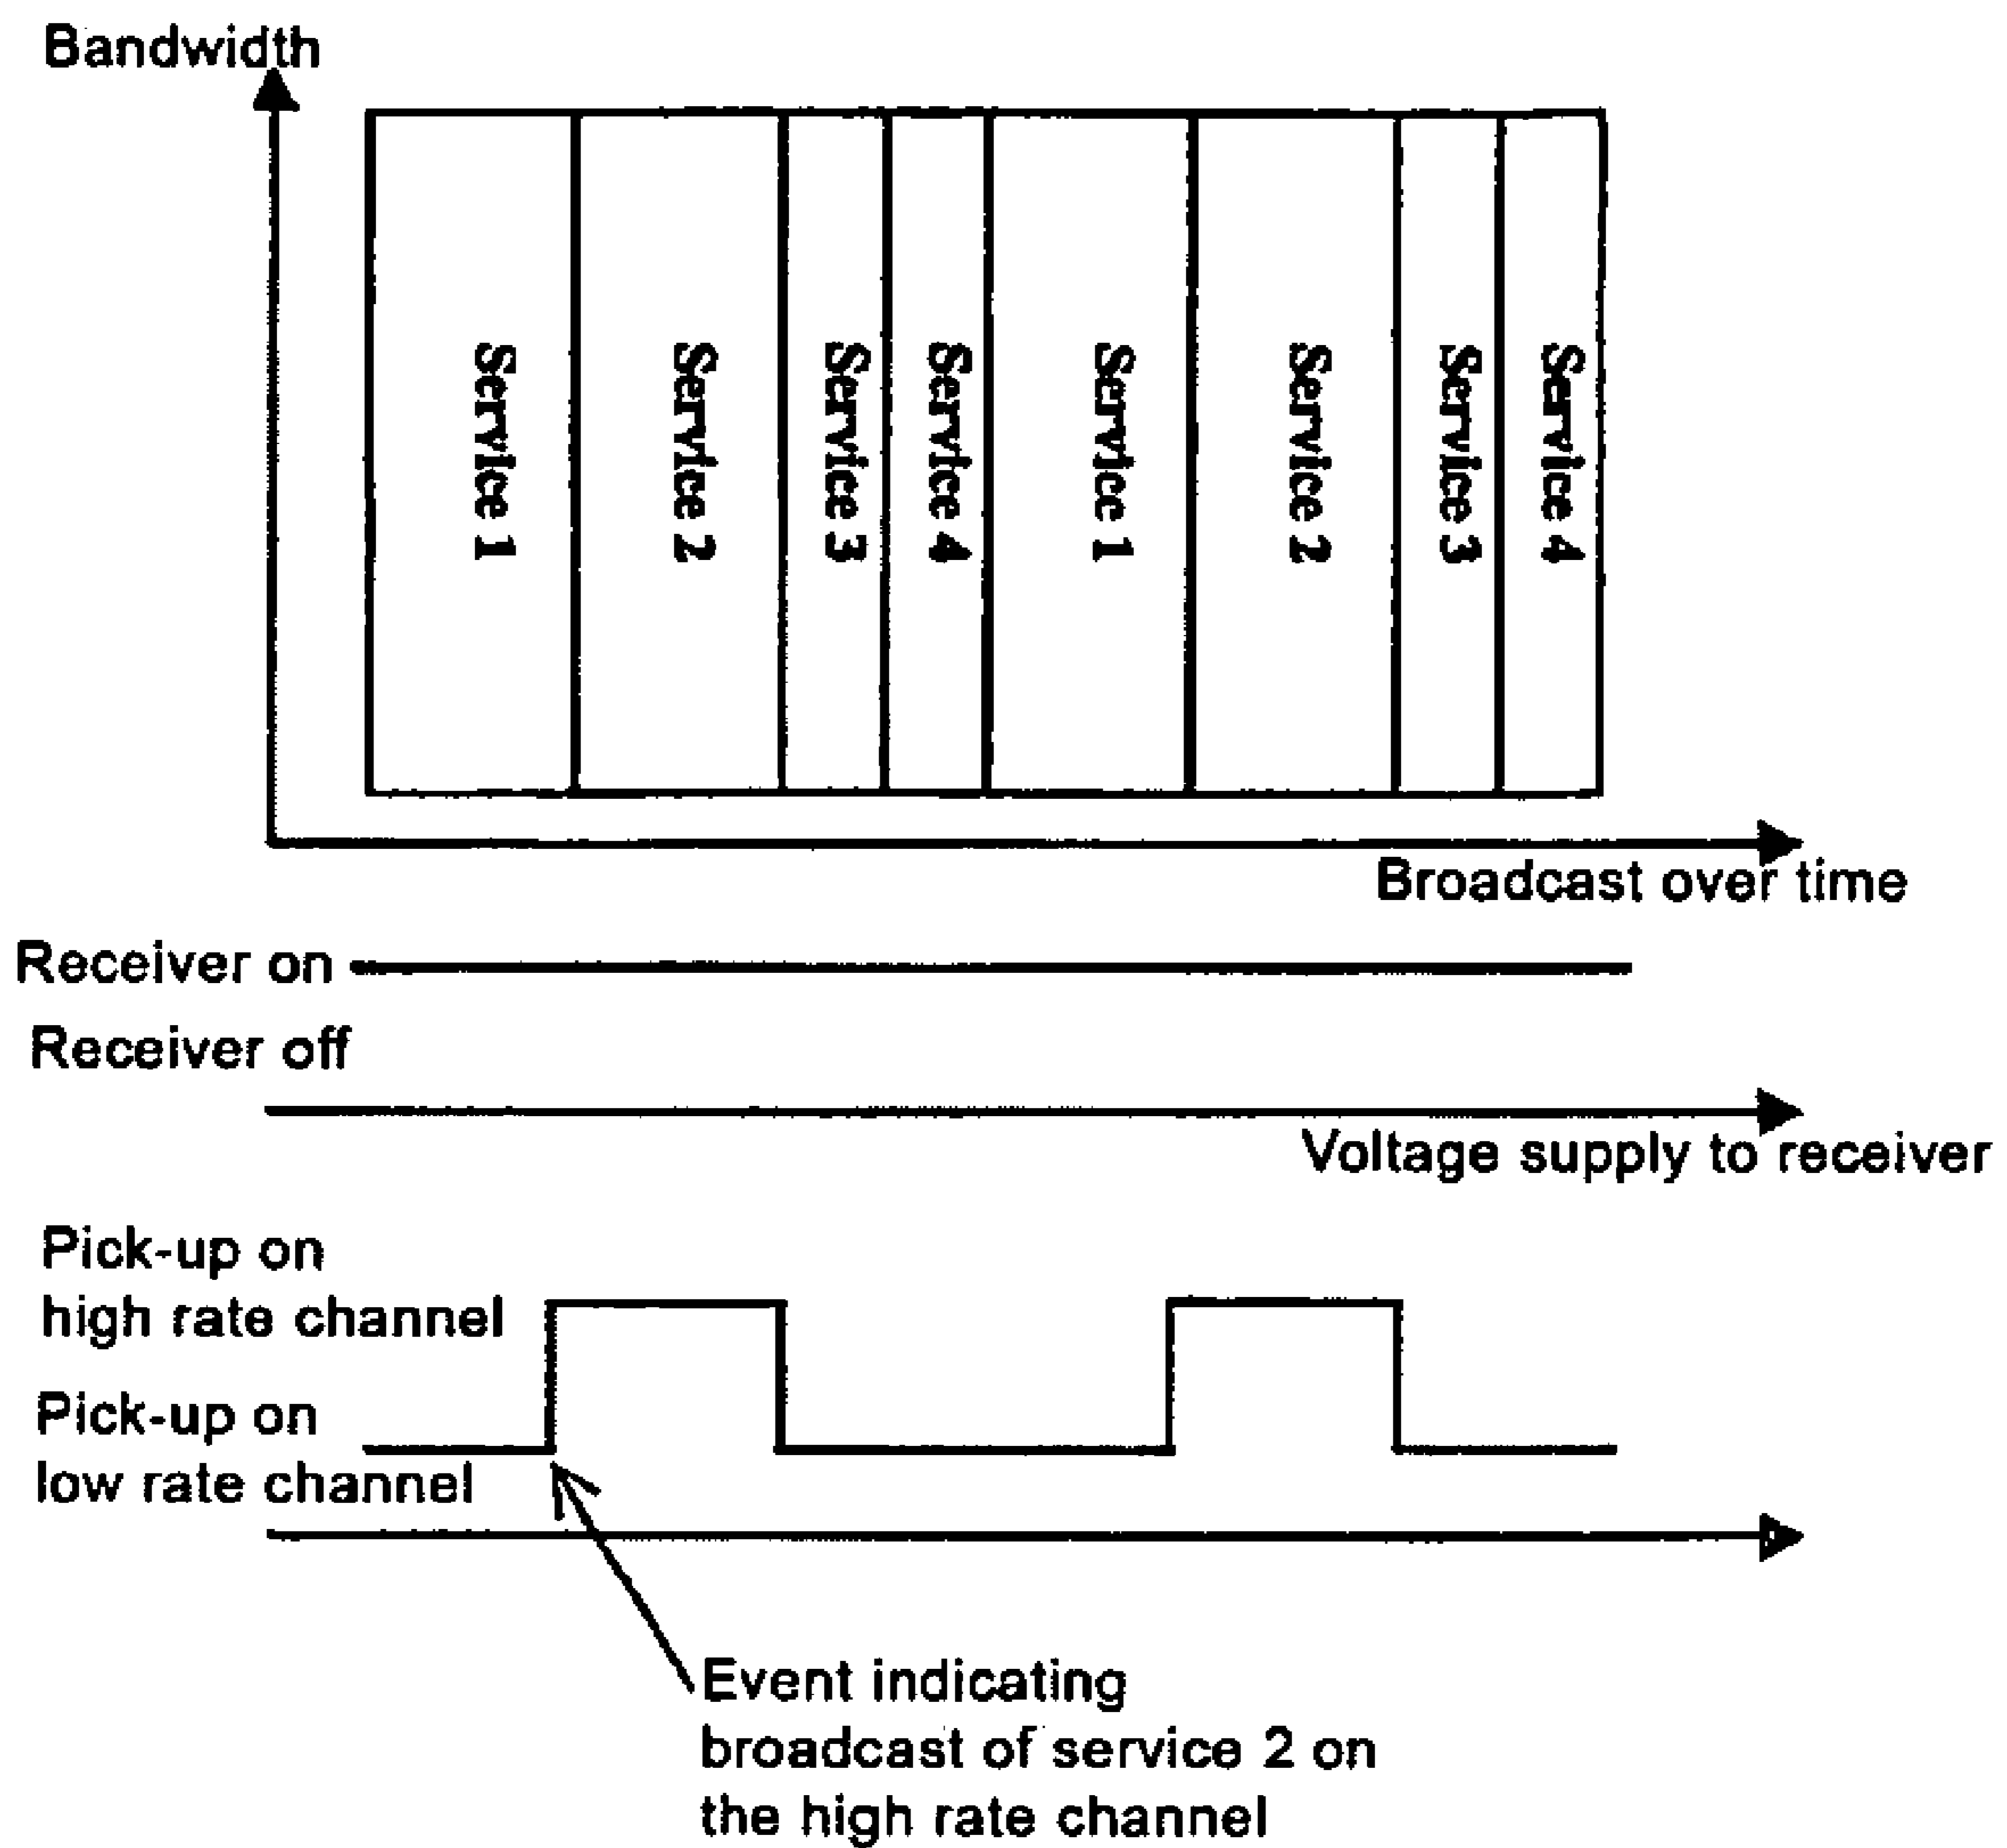 Bandwidth
Service 1
Service 2
Service 3
Service 4
Service 1
Service 2
Service 3
Service 4
Broadcast over time
Receiver on
Receiver off
Voltage supply to receiver
Pick-up on
high rate channel
Pick-up on
low rate channel
Event indicating
broadcast of service 2 on
the high rate channel